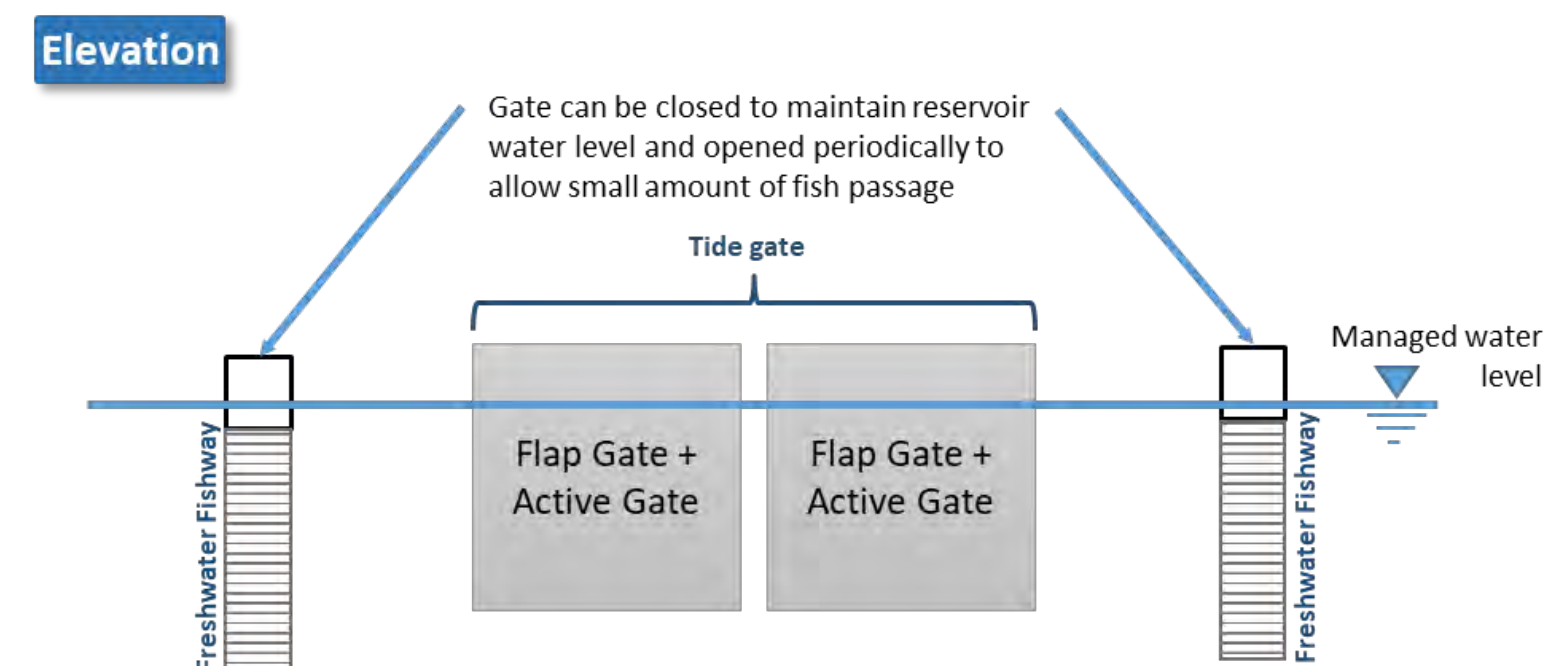 Elevation
Gate can be closed to maintain reservoir
water level and opened periodically to
allow small amount of fish passage
Tide gate
Managed water
level
Flap Gate +
Active Gate
Flap Gate +
Active Gate
Freshwater Fishway
Freshwater Fishway